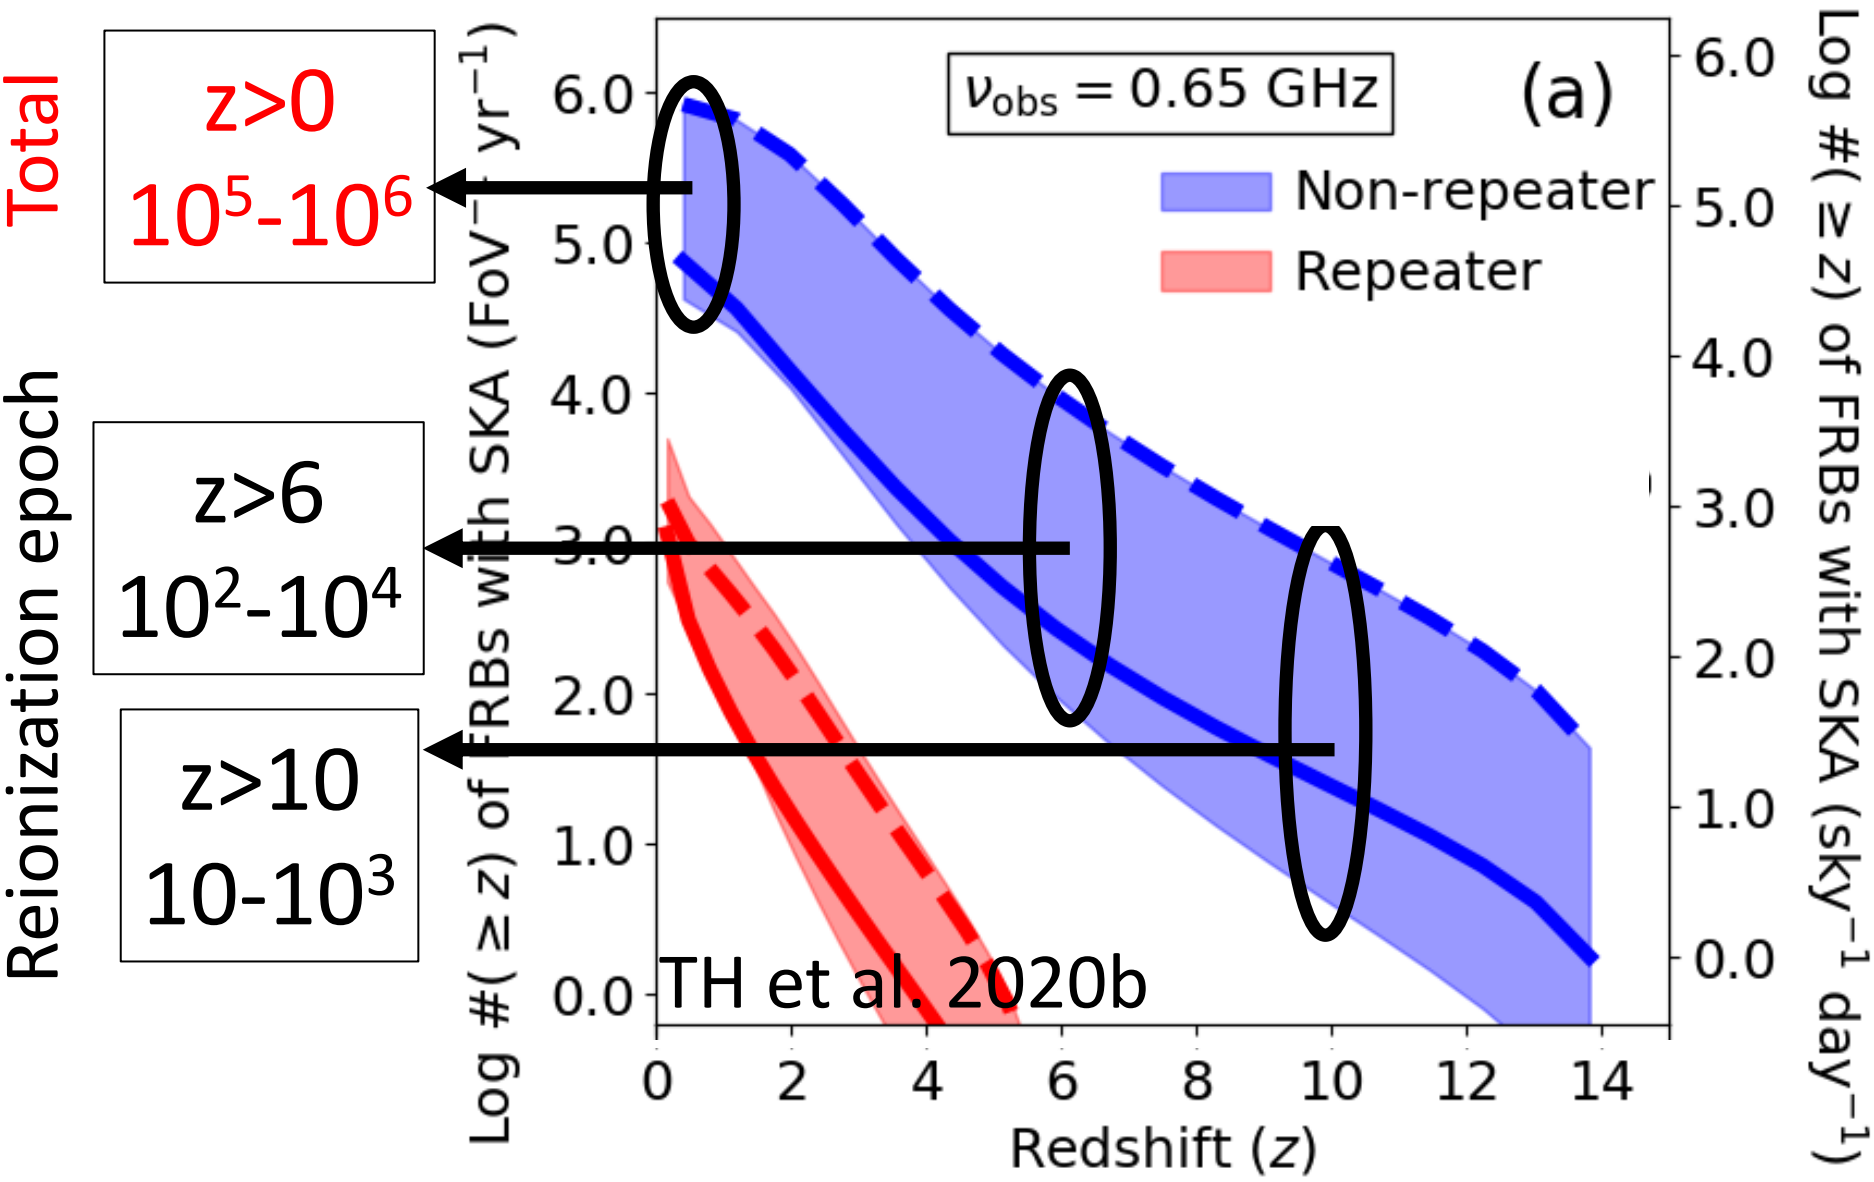 Total
z>0
10⁵-10⁶
Reionization epoch
z>6
10²-10⁴
z>10
10-10³
Log #(≥z) of FRBs with SKA (FoV⁻ yr⁻¹)
6.0
5.0
4.0
3.0
2.0
1.0
0.0
ν_obs = 0.65 GHz
(a)
Non-repeater
Repeater
TH et al. 2020b
0 2 4 6 8 10 12 14
Redshift (z)
6.0
5.0
4.0
3.0
2.0
1.0
0.0
Log #(≥z) of FRBs with SKA (sky⁻¹ day⁻¹)